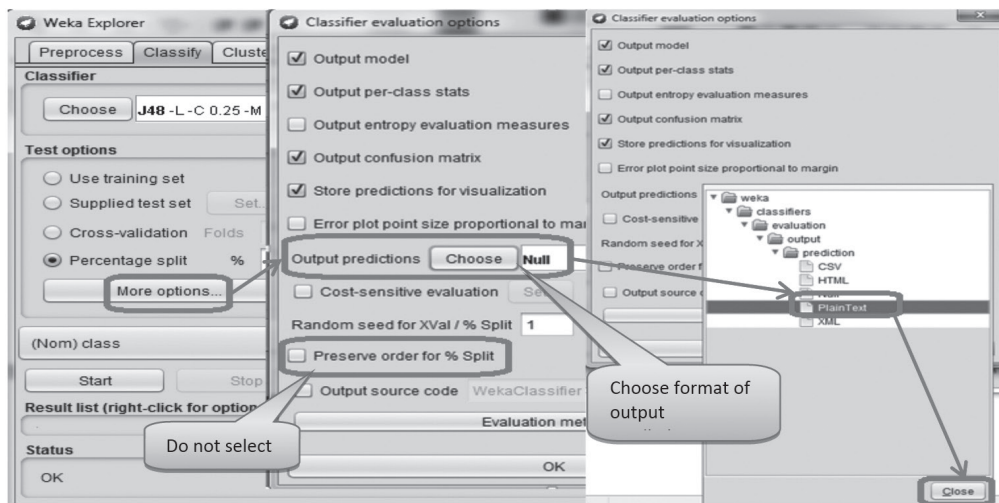 Weka Explorer
Preprocess Classify Cluste
Classifier
Choose J48 -L -C 0.25 -M
Test options
Use training set
Supplied test set Set...
Cross-validation Folds
Percentage split %
More options...
(Nom) class
Start Stop
Result list (right-click for option
Status
OK
Do not select
Classifier evaluation options
Output model
Output per-class stats
Output entropy evaluation measures
Output confusion matrix
Store predictions for visualization
Error plot point size proportional to mar
Output predictions Choose Null
Cost-sensitive evaluation Set
Random seed for XVal / % Split 1
Preserve order for % Split
Output source code WekaClassifier
Evaluation met
OK
Choose format of
output
Classifier evaluation options
Output model
Output per-class stats
Output entropy evaluation measures
Output confusion matrix
Store predictions for visualization
Error plot point size proportional to margin
Output predictions
Cost-sensitive
Random seed for X
Preserve order f
Output source c
weka
classifiers
evaluation
output
prediction
CSV
HTML
Null
PlainText
XML
Close